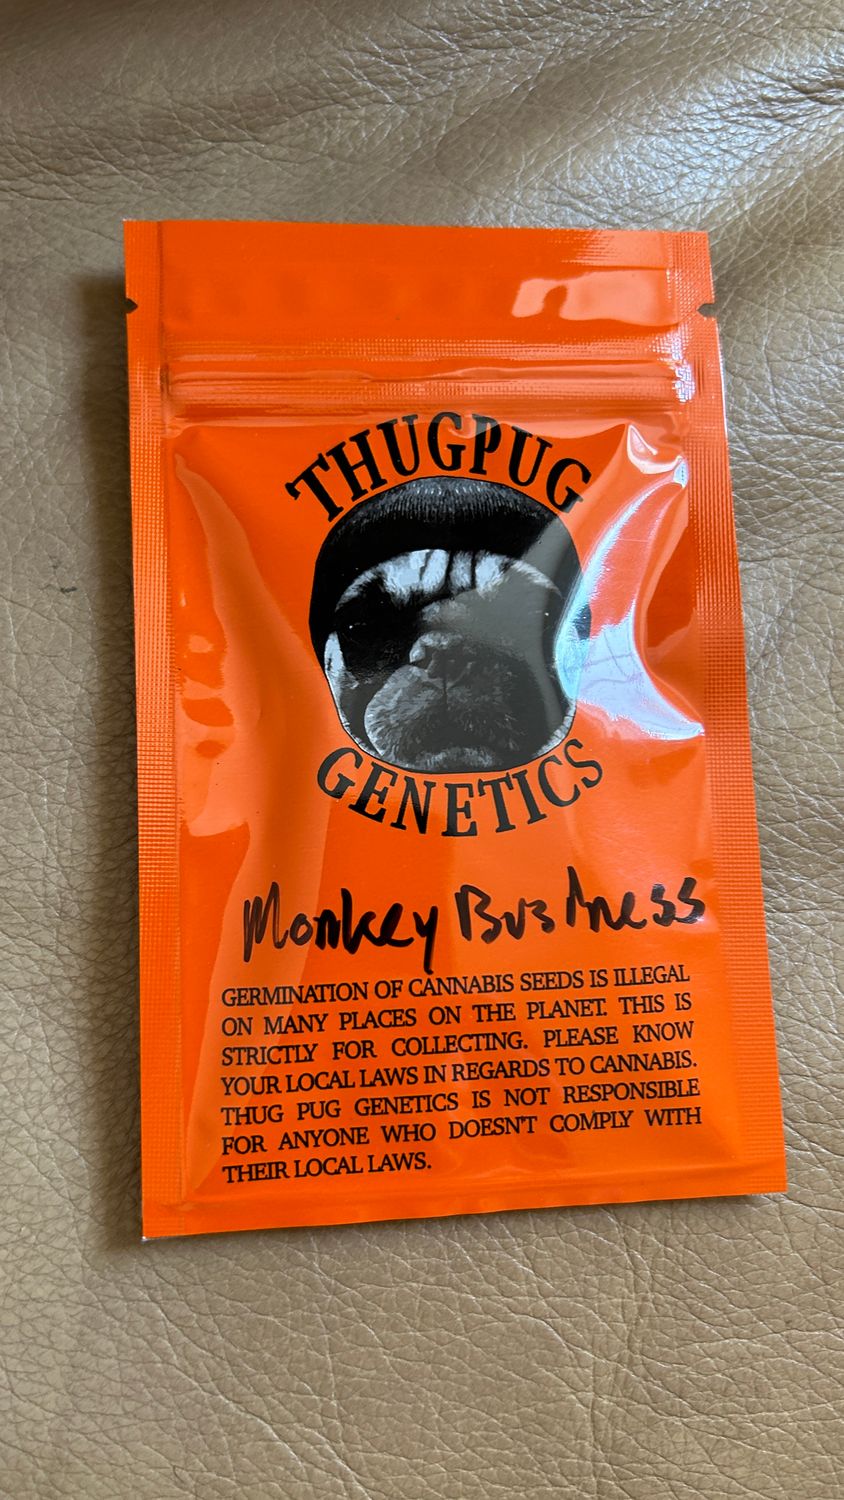 THUGPUG
GENETICS
Monkey Business
GERMINATION OF CANNABIS SEEDS IS ILLEGAL
ON MANY PLACES ON THE PLANET. THIS IS
STRICTLY FOR COLLECTING. PLEASE KNOW
YOUR LOCAL LAWS IN REGARDS TO CANNABIS.
THUG PUG GENETICS IS NOT RESPONSIBLE
FOR ANYONE WHO DOESN'T COMPLY WITH
THEIR LOCAL LAWS.